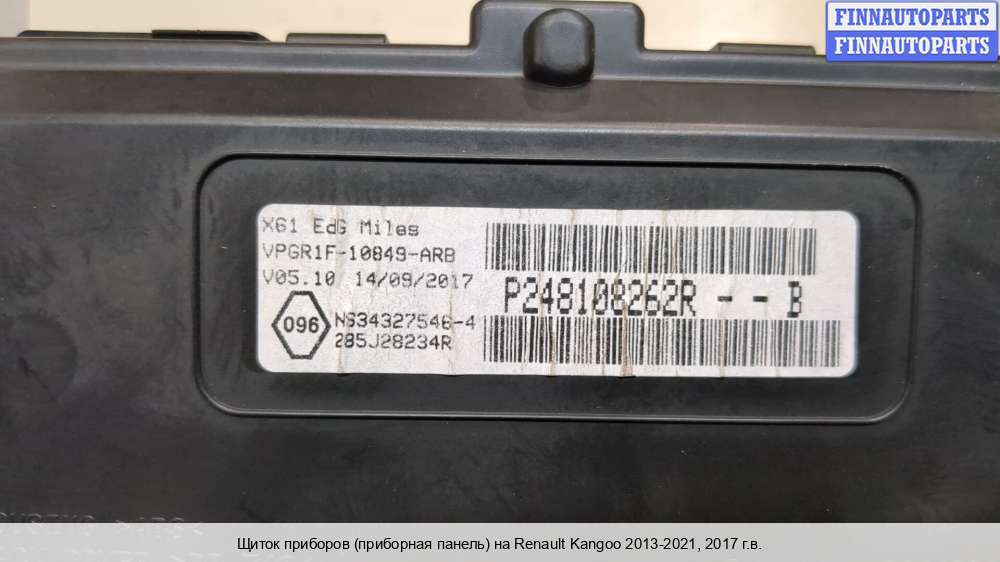 FINNAUTOPARTS
FINNAUTOPARTS
X61 EdG Miles
VPGR1F-10849-ARB
V05.10 14/09/2017
096
NS34327546-4
285J28234R
P248108262R - - B
Щиток приборов (приборная панель) на Renault Kangoo 2013-2021, 2017 г.в.